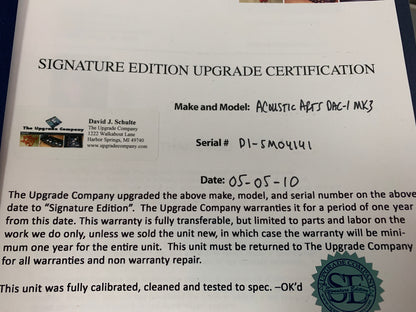 SIGNATURE EDITION UPGRADE CERTIFICATION
Make and Model: ACOUSTIC ARTS DAC-1 MK3
The Upgrade Company
David J. Schulte
The Upgrade Company
1222 Walkabout Lane
Harbor Springs, MI 49740
www.upgradecompany.com
Serial # D1-SM04141
Date: 05-05-10
The Upgrade Company upgraded the above make, model, and serial number on the above
date to "Signature Edition". The Upgrade Company warranties it for a period of one year
from this date. This warranty is fully transferable, but limited to parts and labor on the
work we do only, unless we sold the unit new, in which case the warranty will be mini-
mum one year for the entire unit. This unit must be returned to The Upgrade Company
for all warranties and non warranty repair.
This unit was fully calibrated, cleaned and tested to spec. –OK'd
UPGRADE COMPANY
SE